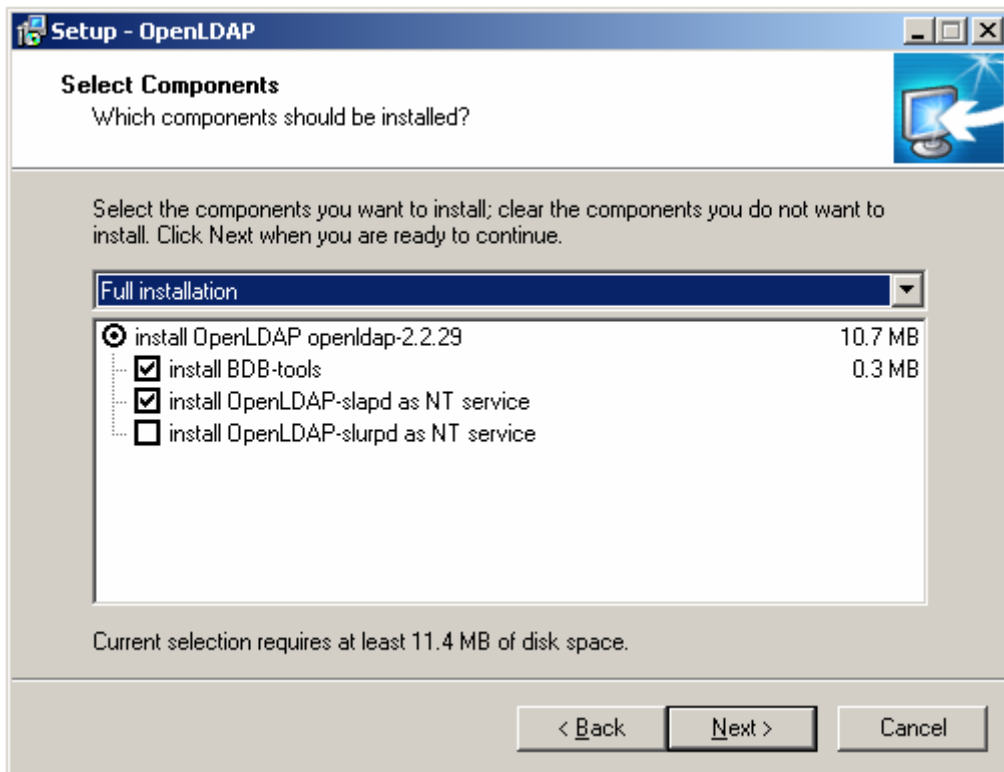 Setup - OpenLDAP
Select Components
Which components should be installed?
Select the components you want to install; clear the components you do not want to
install. Click Next when you are ready to continue.
Full installation
install OpenLDAP openldap-2.2.29 10.7 MB
install BDB-tools 0.3 MB
install OpenLDAP-slapd as NT service
install OpenLDAP-slurpd as NT service
Current selection requires at least 11.4 MB of disk space.
< Back Next > Cancel